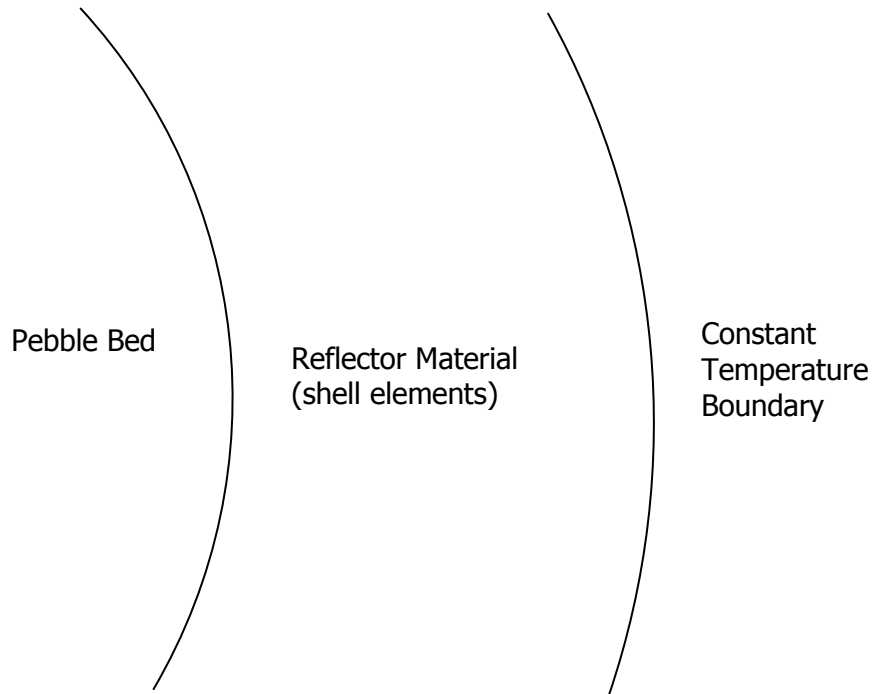 Pebble Bed
Reflector Material
(shell elements)
Constant
Temperature
Boundary